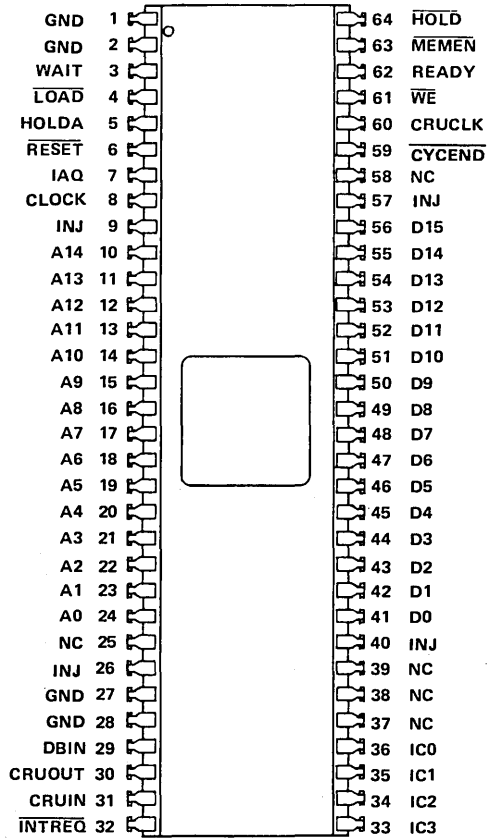 GND 1 64 HOLD
GND 2 63 MEMEN
WAIT 3 62 READY
LOAD 4 61 WE
HOLDA 5 60 CRUCLK
RESET 6 59 CYCEND
IAQ 7 58 NC
CLOCK 8 57 INJ
INJ 9 56 D15
A14 10 55 D14
A13 11 54 D13
A12 12 53 D12
A11 13 52 D11
A10 14 51 D10
A9 15 50 D9
A8 16 49 D8
A7 17 48 D7
A6 18 47 D6
A5 19 46 D5
A4 20 45 D4
A3 21 44 D3
A2 22 43 D2
A1 23 42 D1
A0 24 41 D0
NC 25 40 INJ
INJ 26 39 NC
GND 27 38 NC
GND 28 37 NC
DBIN 29 36 IC0
CRUOUT 30 35 IC1
CRUIN 31 34 IC2
INTREQ 32 33 IC3